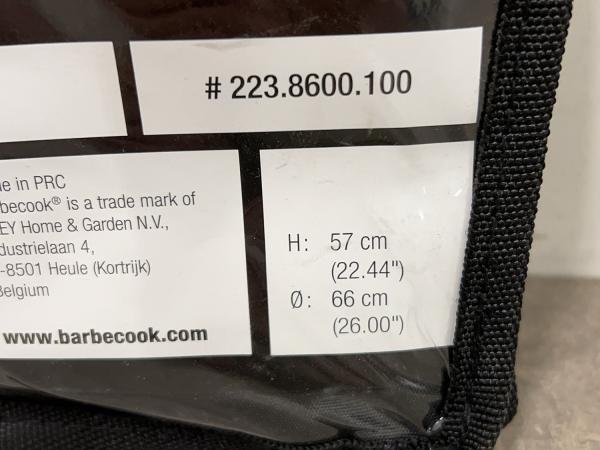 # 223.8600.100
e in PRC
becook® is a trade mark of
EY Home & Garden N.V.,
dustrielaan 4,
-8501 Heule (Kortrijk)
Belgium
www.barbecook.com
H: 57 cm
(22.44")
Ø: 66 cm
(26.00")